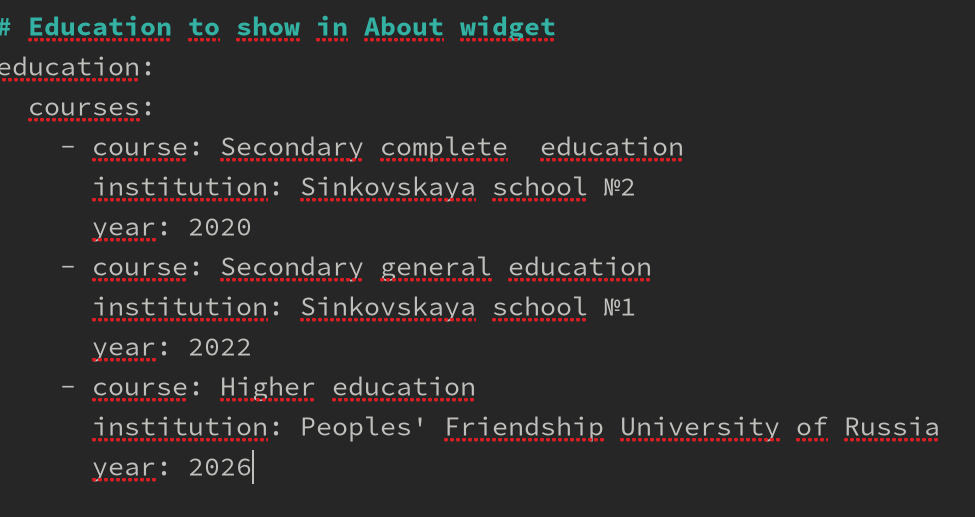 # Education to show in About widget
education:
  courses:
    - course: Secondary complete  education
      institution: Sinkovskaya school №2
      year: 2020
    - course: Secondary general education
      institution: Sinkovskaya school №1
      year: 2022
    - course: Higher education
      institution: Peoples' Friendship University of Russia
      year: 2026